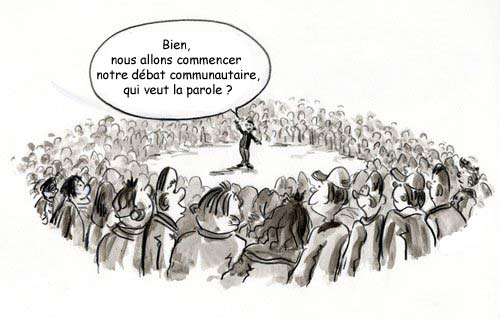 Bien,
nous allons commencer
notre débat communautaire,
qui veut la parole ?